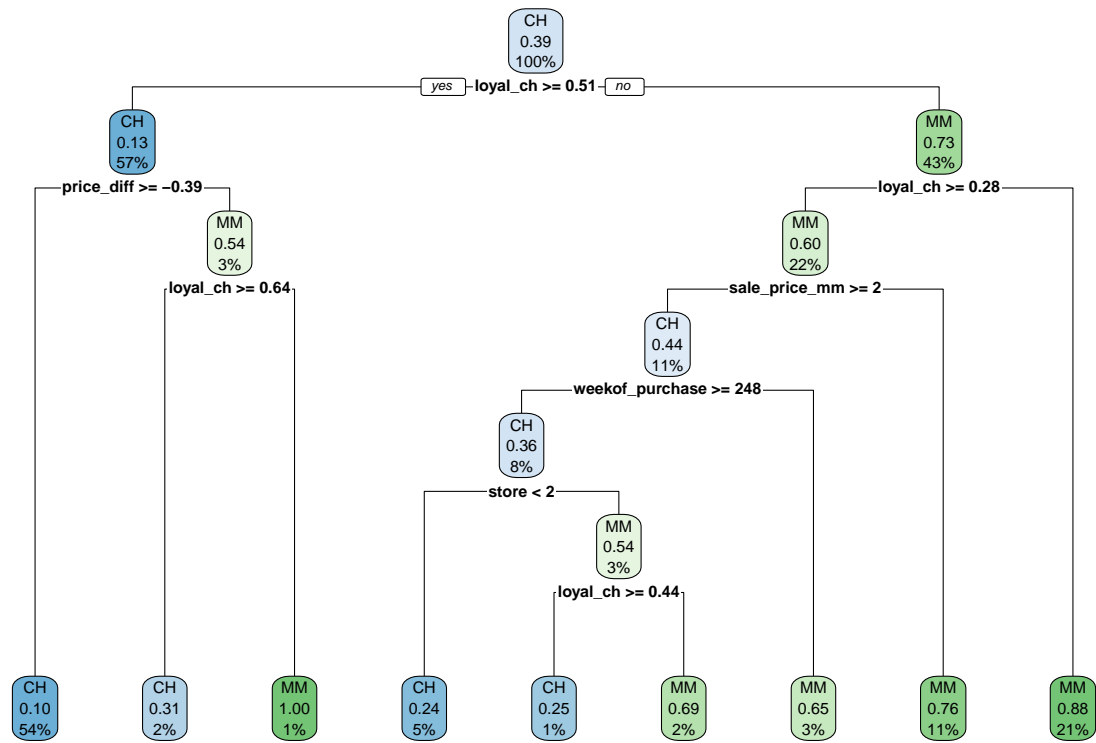 CH
0.39
100%
yes loyal_ch >= 0.51 no
CH
0.13
57%
MM
0.73
43%
price_diff >= −0.39
loyal_ch >= 0.28
MM
0.54
3%
MM
0.60
22%
loyal_ch >= 0.64
sale_price_mm >= 2
CH
0.44
11%
weekof_purchase >= 248
CH
0.36
8%
store < 2
MM
0.54
3%
loyal_ch >= 0.44
CH
0.10
54%
CH
0.31
2%
MM
1.00
1%
CH
0.24
5%
CH
0.25
1%
MM
0.69
2%
MM
0.65
3%
MM
0.76
11%
MM
0.88
21%